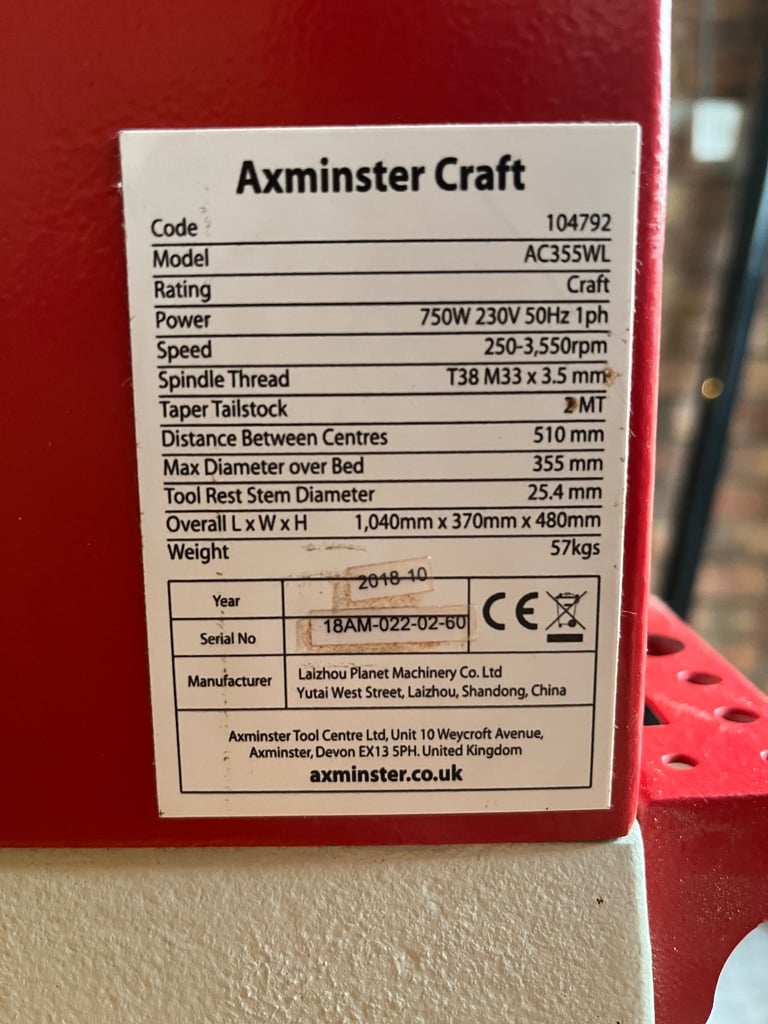 Axminster Craft
Code 104792
Model AC355WL
Rating Craft
Power 750W 230V 50Hz 1ph
Speed 250-3,550rpm
Spindle Thread T38 M33 x 3.5 mm
Taper Tailstock 2 MT
Distance Between Centres 510 mm
Max Diameter over Bed 355 mm
Tool Rest Stem Diameter 25.4 mm
Overall L x W x H 1,040mm x 370mm x 480mm
Weight 57kgs
Year 2018-10
CE
Serial No 18AM-022-02-60
Manufacturer Laizhou Planet Machinery Co. Ltd
Yutai West Street, Laizhou, Shandong, China
Axminster Tool Centre Ltd, Unit 10 Weycroft Avenue,
Axminster, Devon EX13 5PH. United Kingdom
axminster.co.uk